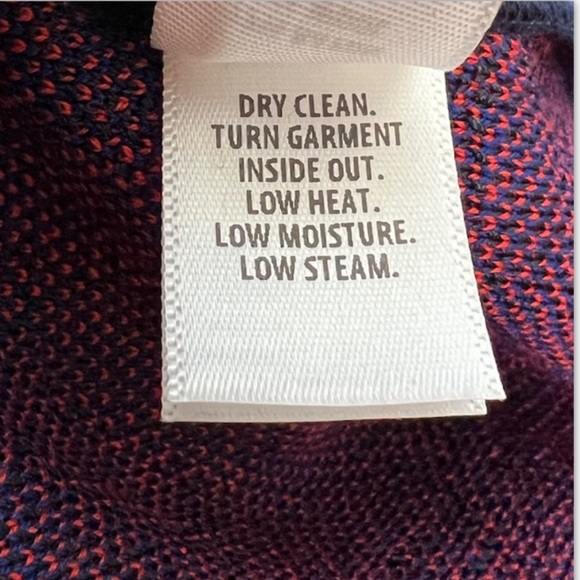 DRY CLEAN.
TURN GARMENT
INSIDE OUT.
LOW HEAT.
LOW MOISTURE.
LOW STEAM.